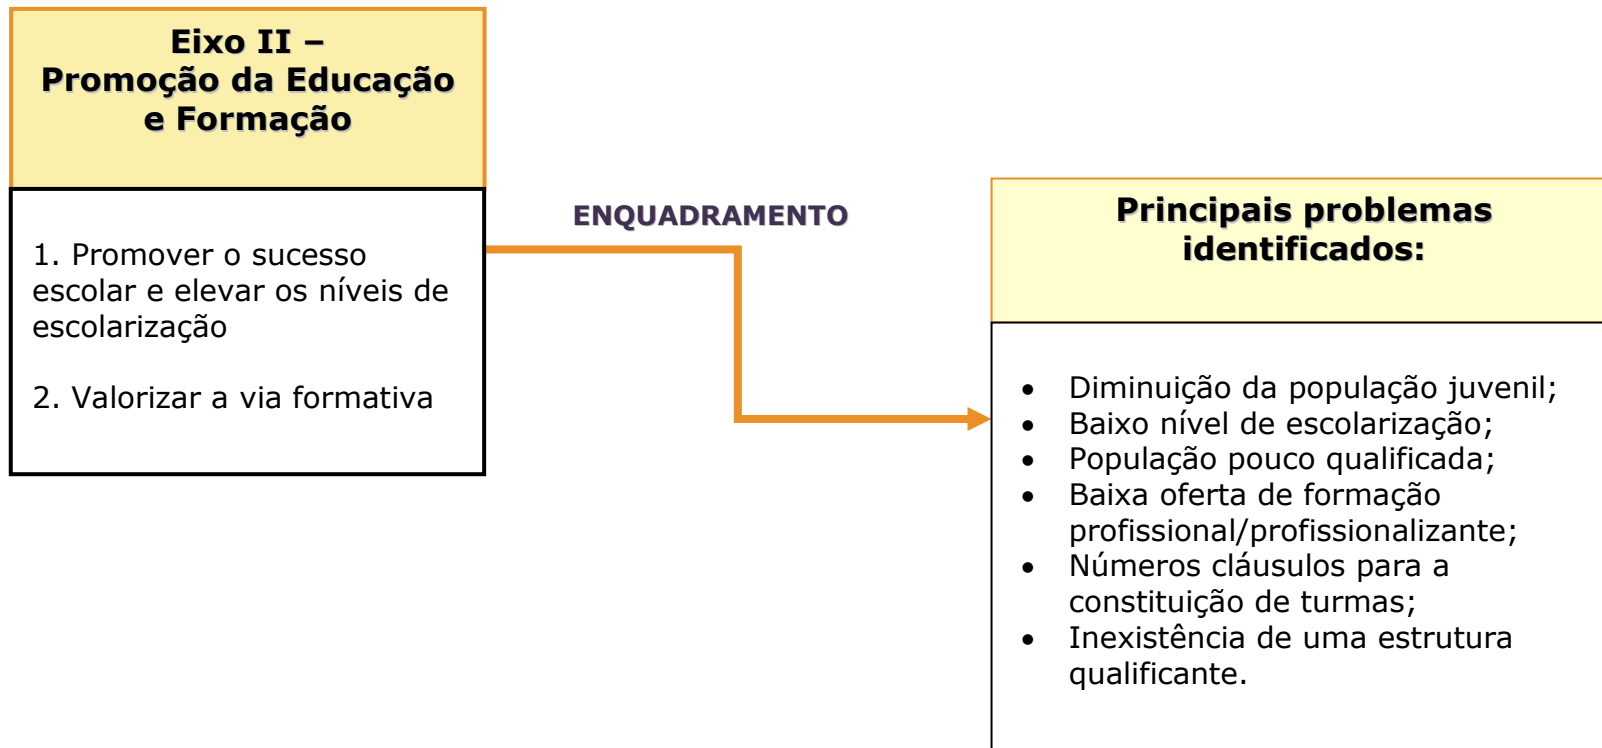 Eixo II –
Promoção da Educação
e Formação
1. Promover o sucesso
escolar e elevar os níveis de
escolarização
2. Valorizar a via formativa
ENQUADRAMENTO
Principais problemas
identificados:
• Diminuição da população juvenil;
• Baixo nível de escolarização;
• População pouco qualificada;
• Baixa oferta de formação
profissional/profissionalizante;
• Números cláusulos para a
constituição de turmas;
• Inexistência de uma estrutura
qualificante.